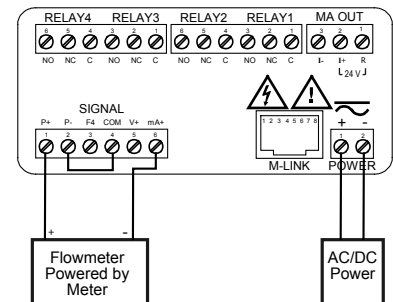 RELAY4 RELAY3 RELAY2 RELAY1 MA OUT
6 5 4 3 2 1 6 5 4 3 2 1 3 2 1
NO NC C NO NC C NO NC C NO NC C I- I+ R
24 V
SIGNAL
P+ P- F4 COM V+ mA+
1 2 3 4 5 6
1 2 3 4 5 6 7 8
M-LINK
+ -
1 2
POWER
+ -
Flowmeter
Powered by
Meter
AC/DC
Power